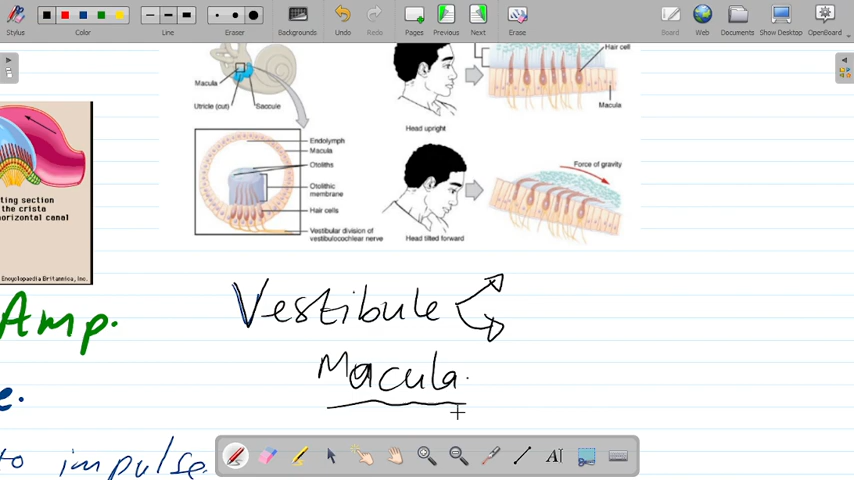 Stylus Color Line Eraser Backgrounds Undo Redo Pages Previous Next Erase Board Web Documents Show Desktop OpenBoard
Hair cell
Macula
Utricle (cut) Saccule
Macula
Head upright
Endolymph
Macula
Otoliths
Otolithic
membrane
Hair cells
Vestibular division of
vestibulocochlear nerve
Force of gravity
Head tilted forward
ting section
the crista
horizontal canal
Encyclopaedia Britannica, Inc.
Vestibule
Macula.
Amp.
e.
to impulse.